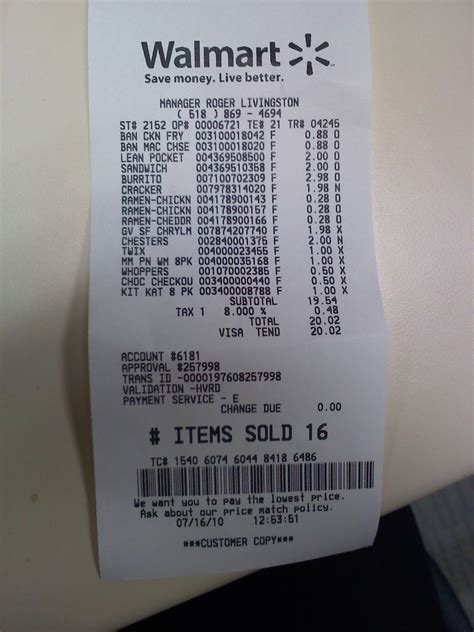 Walmart
Save money. Live better.
MANAGER ROGER LIVINGSTON
( 518 ) 869 - 4694
ST# 2152 OP# 00006721 TE# 21 TR# 04245
BAN CKN FRY 003100018042 F 0.88 O
BAN MAC CHSE 003100018020 F 0.88 O
LEAN POCKET 004369508500 F 2.00 O
SANDWICH 004369510358 F 2.00 O
BURRITO 007100702309 F 2.98 O
CRACKER 007978314020 F 1.98 N
RAMEN-CHICKN 004178900143 F 0.28 O
RAMEN-CHICKN 004178900157 F 0.28 O
RAMEN-CHEDDR 004178900166 F 0.28 O
GV SF CHRYLM 007874207740 F 1.98 X
CHESTERS 002840001375 F 2.00 N
TWIX 004000023455 F 1.00 X
MM PN WM 8PK 004000035168 F 1.00 X
WHOPPERS 001070002385 F 0.50 X
CHOC CHECKOU 003400000440 F 0.50 X
KIT KAT 8 PK 003400008788 F 1.00 X
SUBTOTAL 19.54
TAX 1 8.000 % 0.48
TOTAL 20.02
VISA TEND 20.02
ACCOUNT #6181
APPROVAL #257998
TRANS ID -0000197608257998
VALIDATION -HVRD
PAYMENT SERVICE - E
CHANGE DUE 0.00
# ITEMS SOLD 16
TC# 1540 6074 6044 8418 6486
We want you to pay the lowest price.
Ask about our price match policy.
07/16/10 12:53:51
***CUSTOMER COPY***